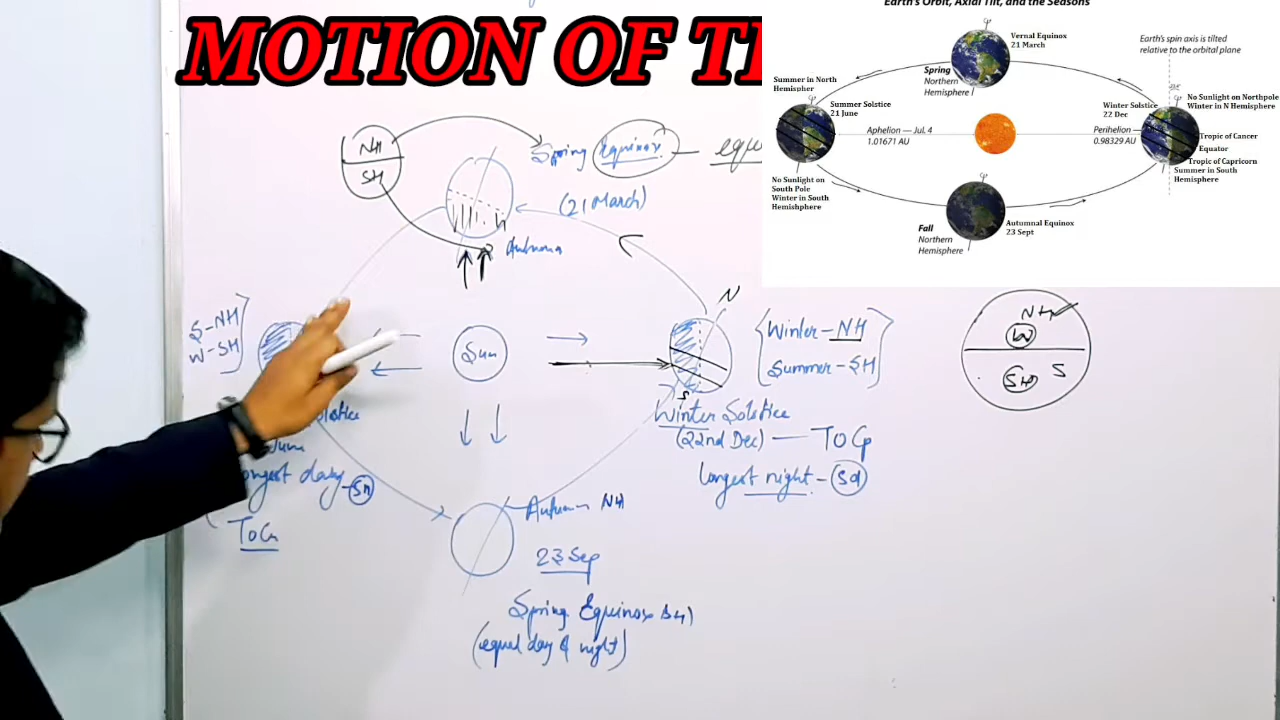 MOTION OF T
Earth's Orbit, Axial Tilt, and the Seasons
Vernal Equinox
21 March
Spring
Northern
Hemisphere
Earth's spin axis is tilted
relative to the orbital plane
Summer in North
Hemispher
Summer Solstice
21 June
Aphelion — Jul. 4
1.01671 AU
Winter Solstice
22 Dec
Perihelion —
0.98329 AU
No Sunlight on Northpole
Winter in N Hemisphere
Tropic of Cancer
Equator
Tropic of Capricorn
Summer in South
Hemisphere
No Sunlight on
South Pole
Winter in South
Hemishphere
Fall
Northern
Hemisphere
Autumnal Equinox
23 Sept
NH
SH
Spring Equinox — equ
(21 March)
Autumn
S-NH
W-SH
Sun
N
S
Winter - NH
Summer - SH
Winter Solstice
(22nd Dec) — TOCp
longest night -
NH
W
SH S
olstice
June
longest day -
TOCn
Autumn - NH
23 Sep
Spring Equinox SH
(equal day & night)